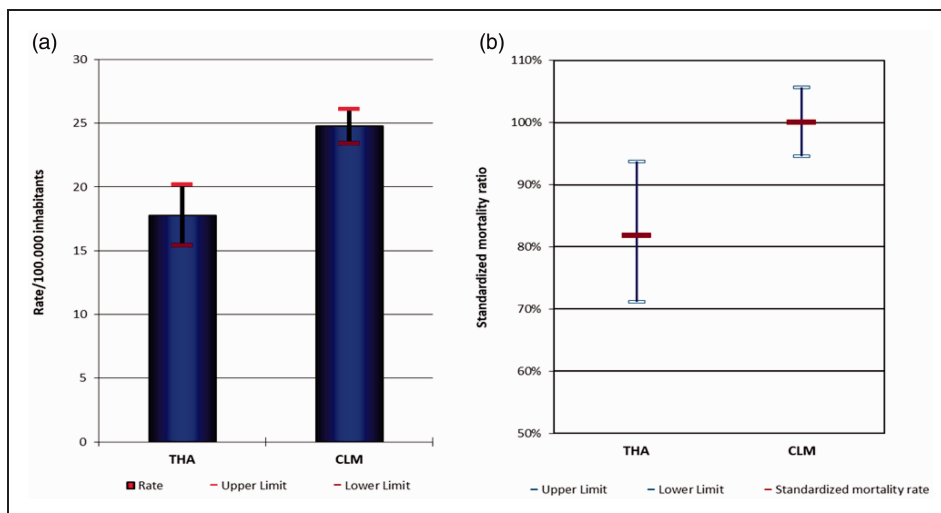 (a)
30
25
20
15
10
5
0
Rate/100.000 inhabitants
THA CLM
Rate Upper Limit Lower Limit
(b)
110%
100%
90%
80%
70%
60%
50%
Standardized mortality ratio
THA CLM
Upper Limit Lower Limit Standardized mortality rate